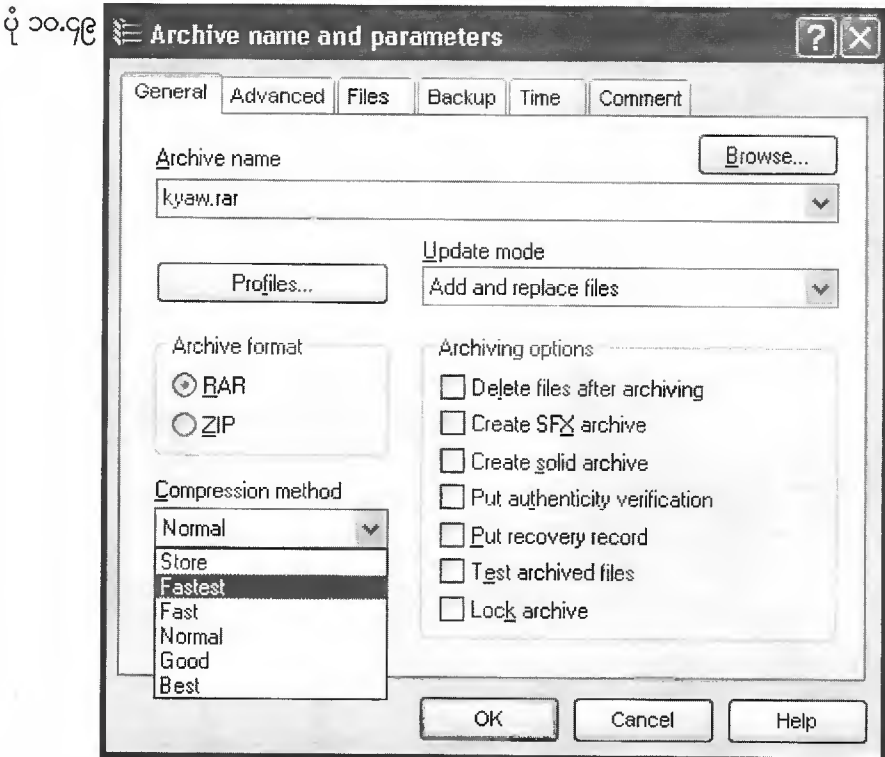 ပုံ ၁၀.၄၉
Archive name and parameters
General Advanced Files Backup Time Comment
Archive name
Browse...
kyaw.rar
Update mode
Profiles...
Add and replace files
Archive format
RAR
ZIP
Archiving options
Delete files after archiving
Create SFX archive
Create solid archive
Put authenticity verification
Put recovery record
Test archived files
Lock archive
Compression method
Normal
Store
Fastest
Fast
Normal
Good
Best
OK Cancel Help